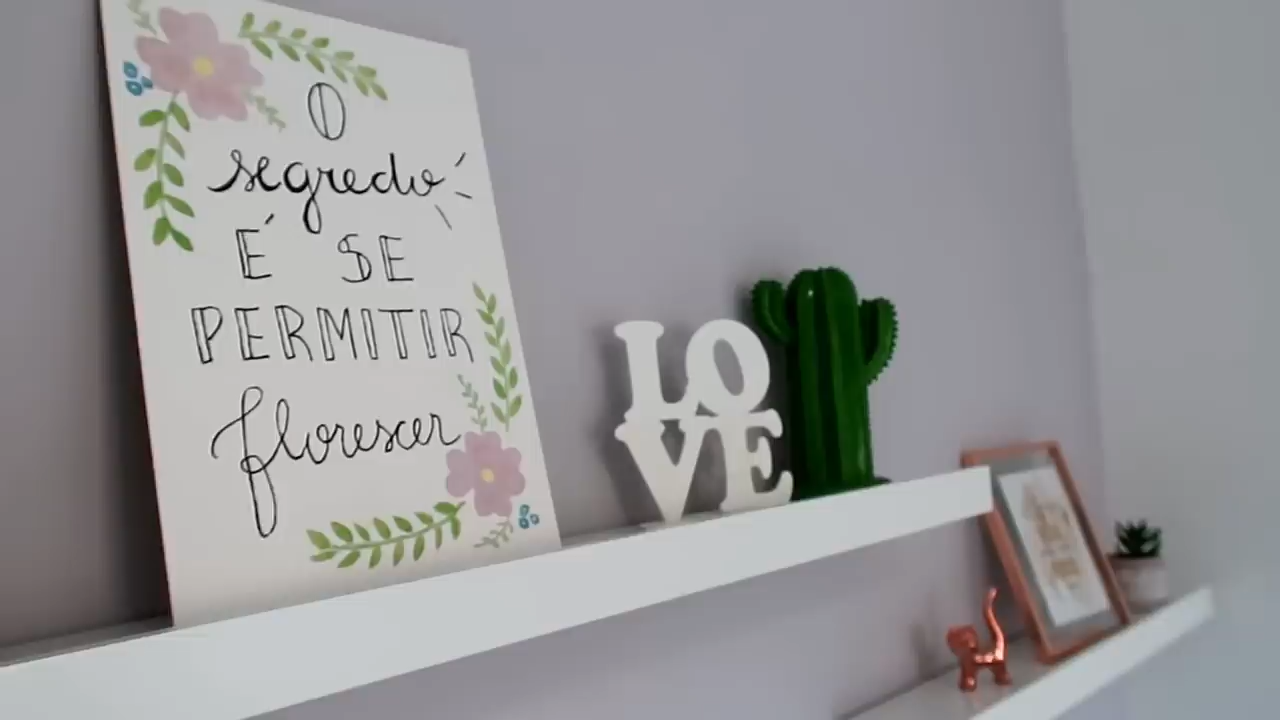 O
segredo
É SE
PERMITIR
florescer
LO
VE